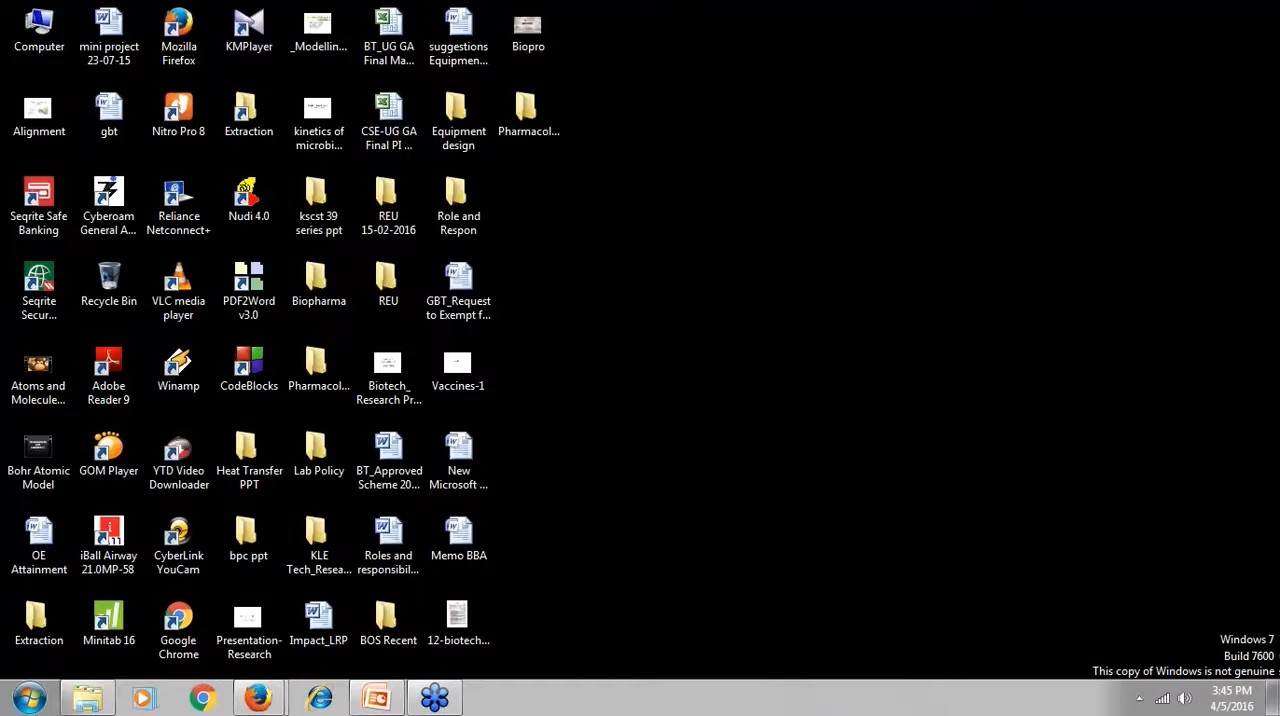 Computer
mini project
23-07-15
Mozilla
Firefox
KMPlayer
_Modellin...
BT_UG GA
Final Ma...
suggestions
Equipmen...
Biopro
Alignment
gbt
Nitro Pro 8
Extraction
kinetics of
microbi...
CSE-UG GA
Final PI ...
Equipment
design
Pharmacol...
Seqrite Safe
Banking
Cyberoam
General A...
Reliance
Netconnect+
Nudi 4.0
kscst 39
series ppt
REU
15-02-2016
Role and
Respon
Seqrite
Secur...
Recycle Bin
VLC media
player
PDF2Word
v3.0
Biopharma
REU
GBT_Request
to Exempt f...
Atoms and
Molecule...
Adobe
Reader 9
Winamp
CodeBlocks
Pharmacol...
Biotech_
Research Pr...
Vaccines-1
Bohr Atomic
Model
GOM Player
YTD Video
Downloader
Heat Transfer
PPT
Lab Policy
BT_Approved
Scheme 20...
New
Microsoft ...
OE
Attainment
iBall Airway
21.0MP-58
CyberLink
YouCam
bpc ppt
KLE
Tech_Resea...
Roles and
responsibil...
Memo BBA
Extraction
Minitab 16
Google
Chrome
Presentation-
Research
Impact_LRP
BOS Recent
12-biotech...
Windows 7
Build 7600
This copy of Windows is not genuine
3:45 PM
4/5/2016